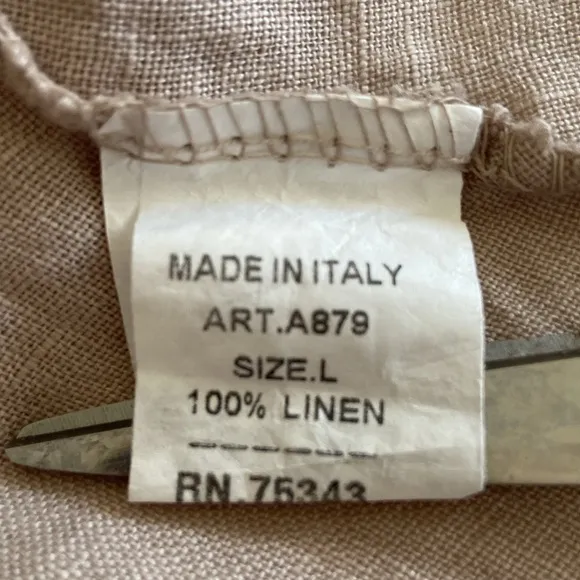 MADE IN ITALY
ART.A879
SIZE.L
100% LINEN
-------
RN.75343